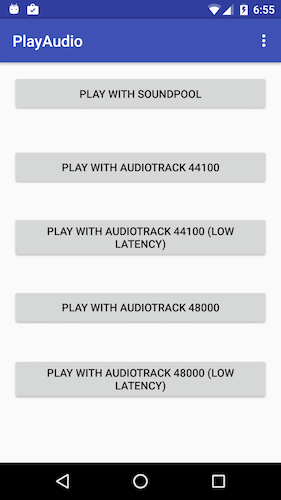 6:55
PlayAudio
PLAY WITH SOUNDPOOL
PLAY WITH AUDIOTRACK 44100
PLAY WITH AUDIOTRACK 44100 (LOW
LATENCY)
PLAY WITH AUDIOTRACK 48000
PLAY WITH AUDIOTRACK 48000 (LOW
LATENCY)